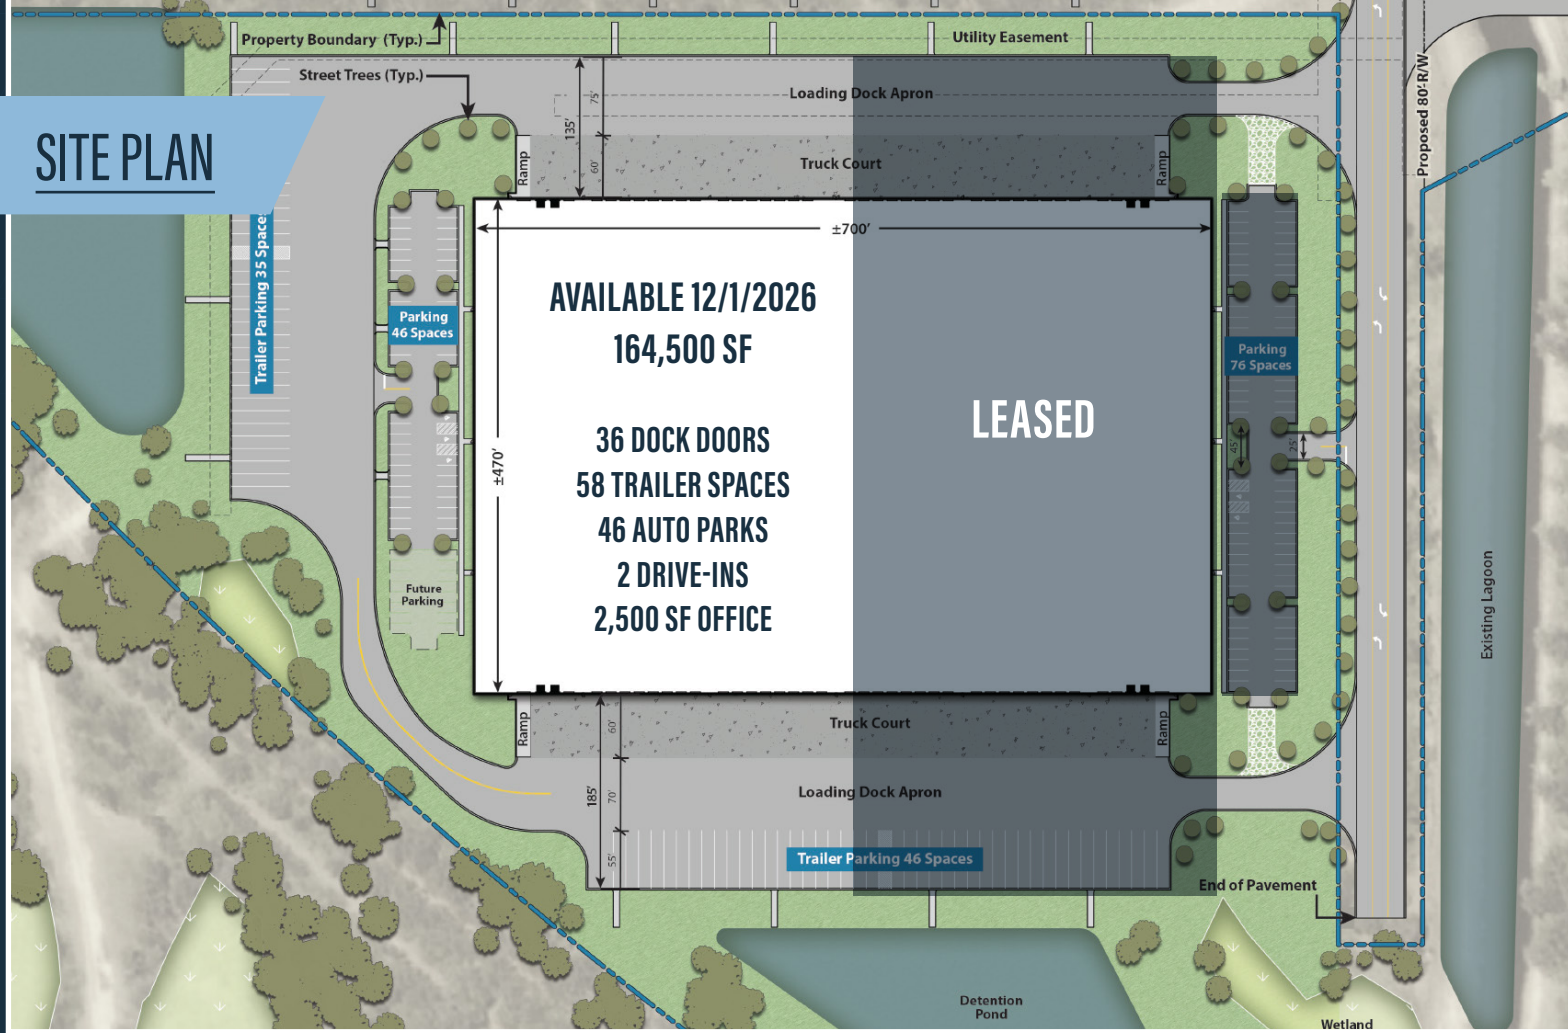 Property Boundary (Typ.)
Utility Easement
Street Trees (Typ.)
Loading Dock Apron
75'
135'
60'
Proposed 80' R/W
SITE PLAN
Ramp
Truck Court
Ramp
±700'
Trailer Parking 35 Spaces
AVAILABLE 12/1/2026
164,500 SF
Parking
46 Spaces
Parking
76 Spaces
LEASED
36 DOCK DOORS
58 TRAILER SPACES
46 AUTO PARKS
2 DRIVE-INS
2,500 SF OFFICE
±470'
45'
25'
Future
Parking
Existing Lagoon
Ramp
60'
Truck Court
Ramp
185'
70'
Loading Dock Apron
55'
Trailer Parking 46 Spaces
End of Pavement
Detention
Pond
Wetland